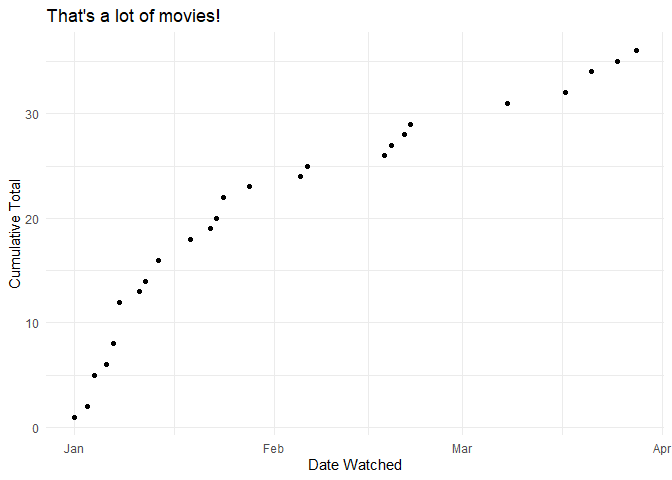 That's a lot of movies!
Cumulative Total
30
20
10
0
Jan Feb Mar Apr
Date Watched